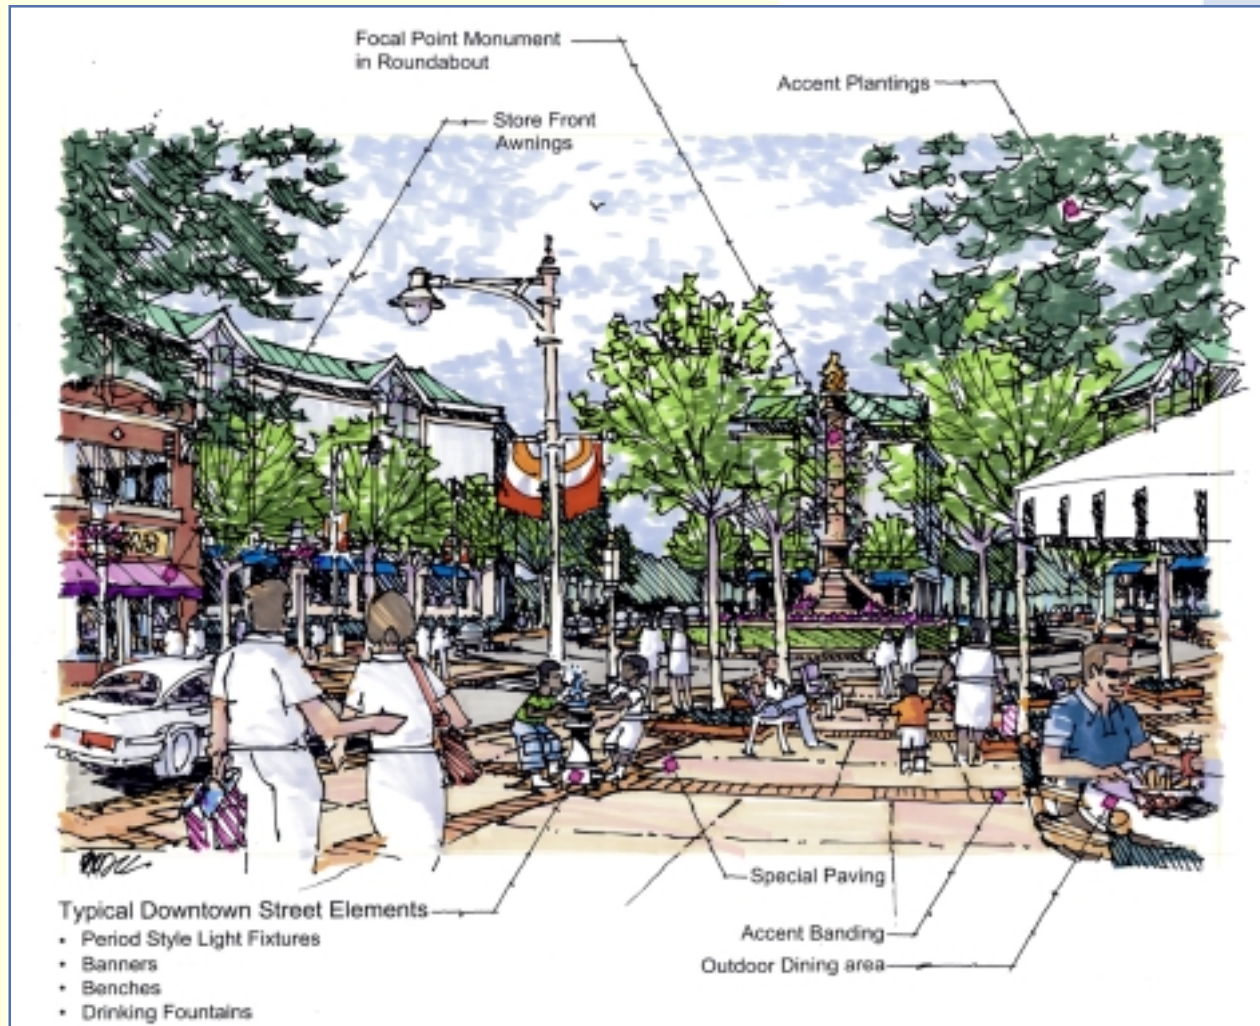 Focal Point Monument
in Roundabout
Accent Plantings
Store Front
Awnings
Special Paving
Typical Downtown Street Elements
• Period Style Light Fixtures
• Banners
• Benches
• Drinking Fountains
Accent Banding
Outdoor Dining area